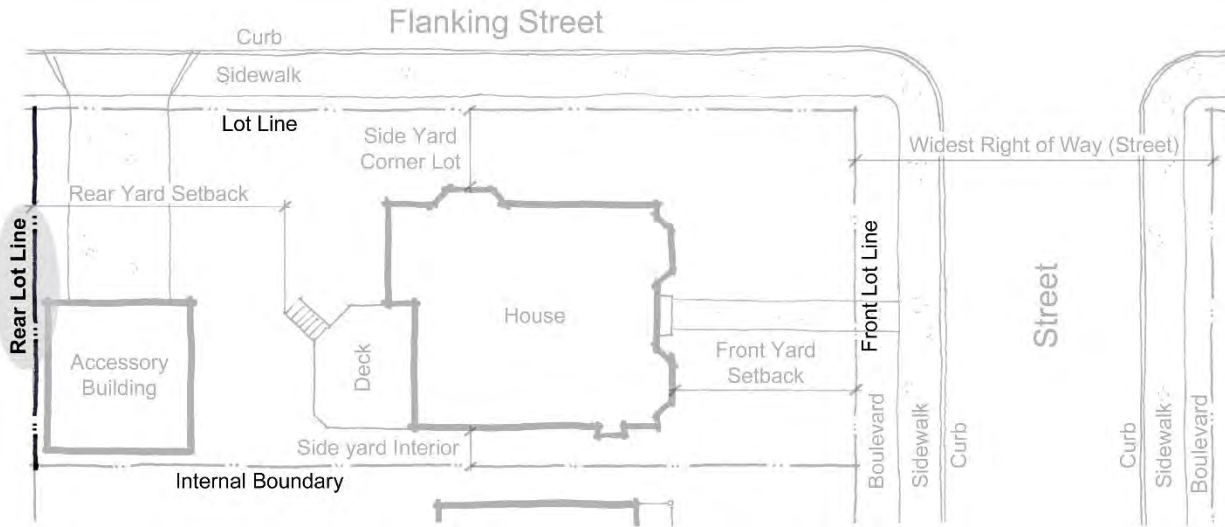 Flanking Street
Curb
Sidewalk
Lot Line
Side Yard
Corner Lot
Widest Right of Way (Street)
Rear Yard Setback
Rear Lot Line
Front Lot Line
House
Street
Accessory
Building
Deck
Front Yard
Setback
Side yard Interior
Internal Boundary
Boulevard
Sidewalk
Curb
Curb
Sidewalk
Boulevard